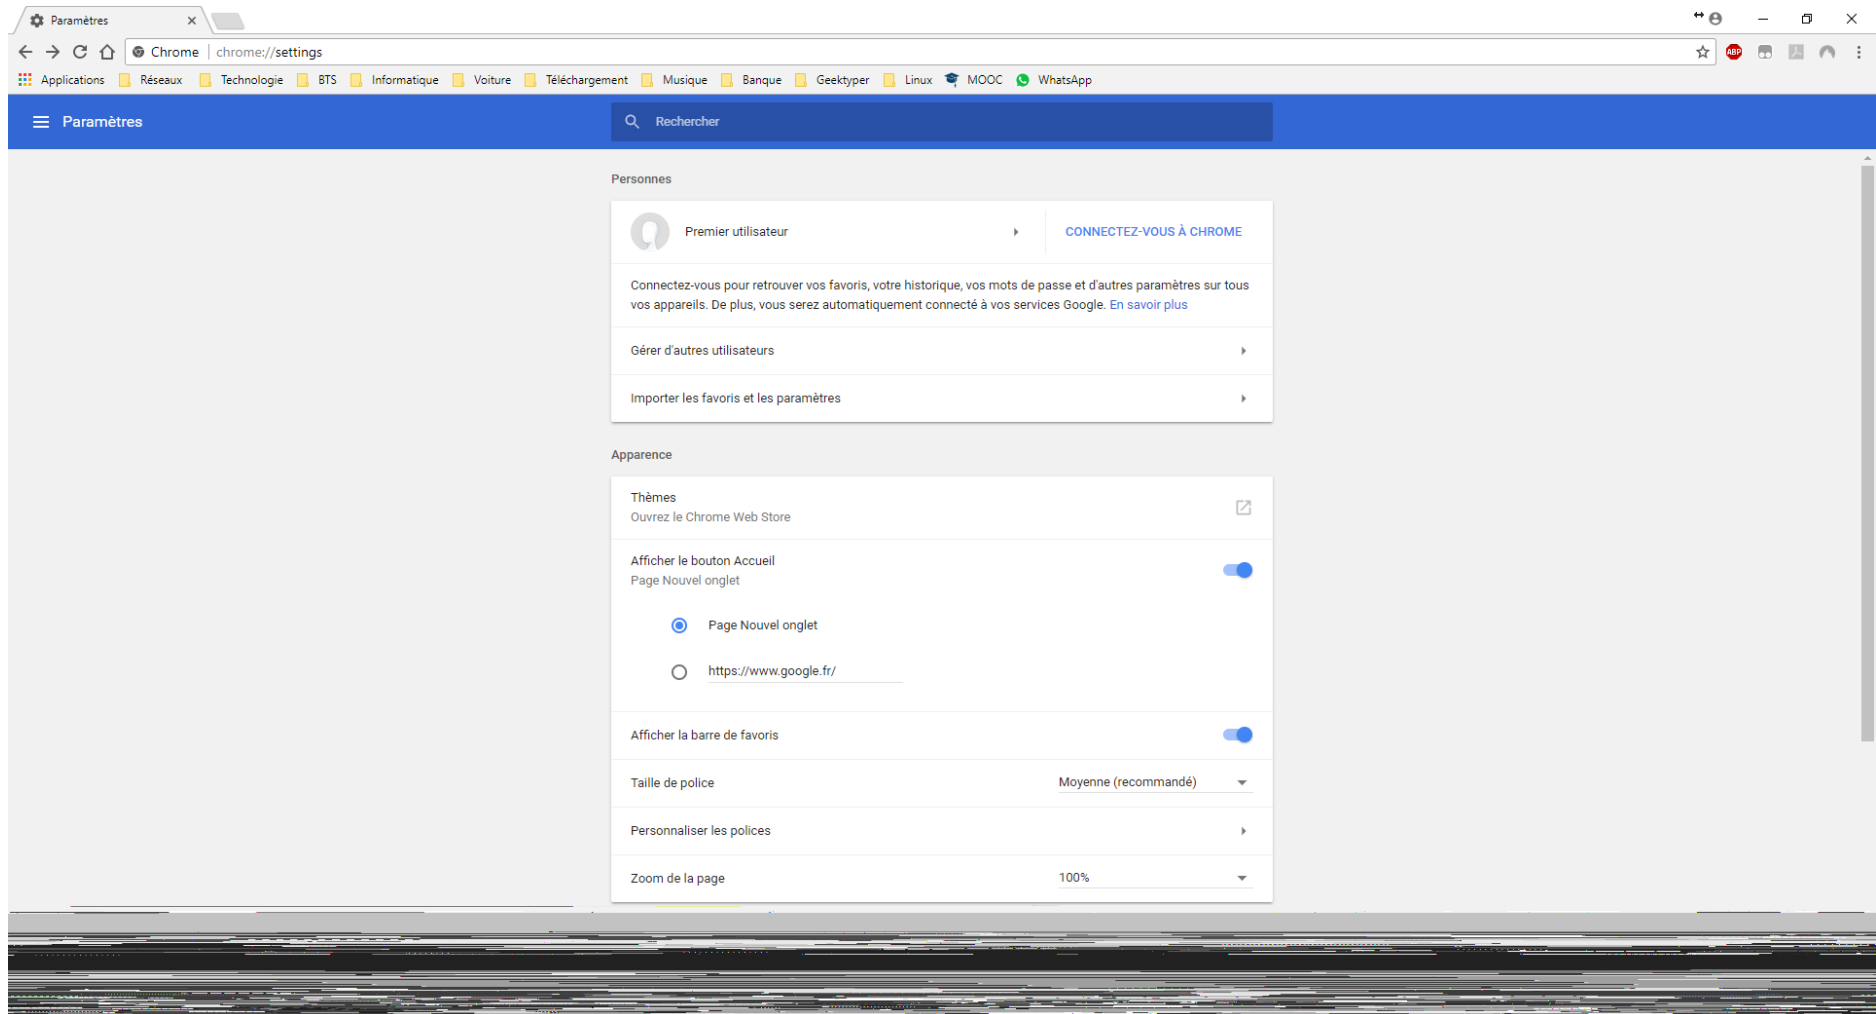 Paramètres
Chrome | chrome://settings
ABP
Applications Réseaux Technologie BTS Informatique Voiture Téléchargement Musique Banque Geektyper Linux MOOC WhatsApp
Paramètres Rechercher
Personnes
Premier utilisateur CONNECTEZ-VOUS À CHROME
Connectez-vous pour retrouver vos favoris, votre historique, vos mots de passe et d'autres paramètres sur tous
vos appareils. De plus, vous serez automatiquement connecté à vos services Google. En savoir plus
Gérer d'autres utilisateurs
Importer les favoris et les paramètres
Apparence
Thèmes
Ouvrez le Chrome Web Store
Afficher le bouton Accueil
Page Nouvel onglet
Page Nouvel onglet
https://www.google.fr/
Afficher la barre de favoris
Taille de police Moyenne (recommandé)
Personnaliser les polices
Zoom de la page 100%